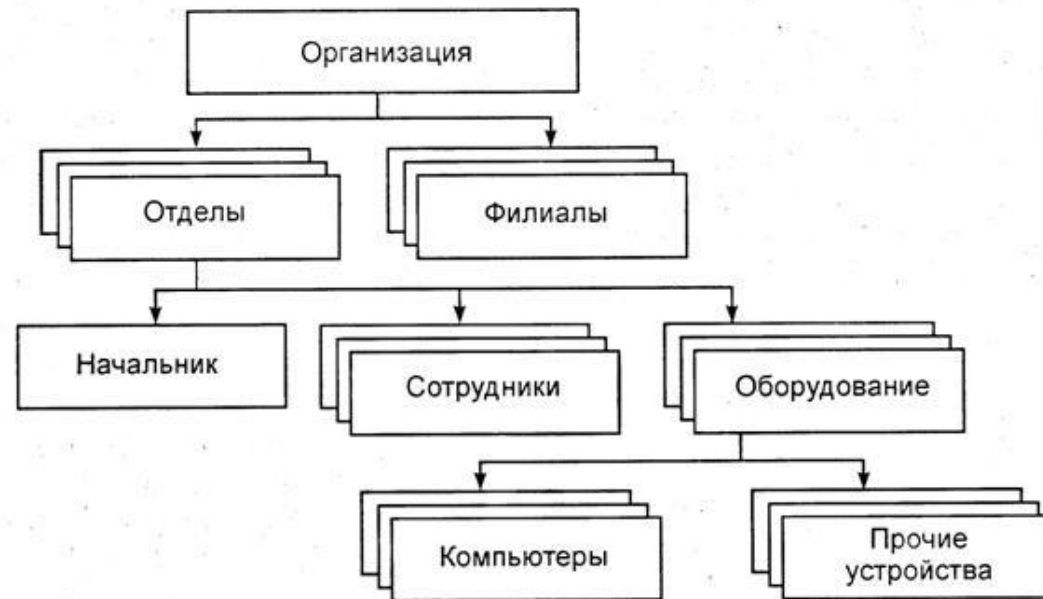 Организация
Отделы
Филиалы
Начальник
Сотрудники
Оборудование
Компьютеры
Прочие
устройства